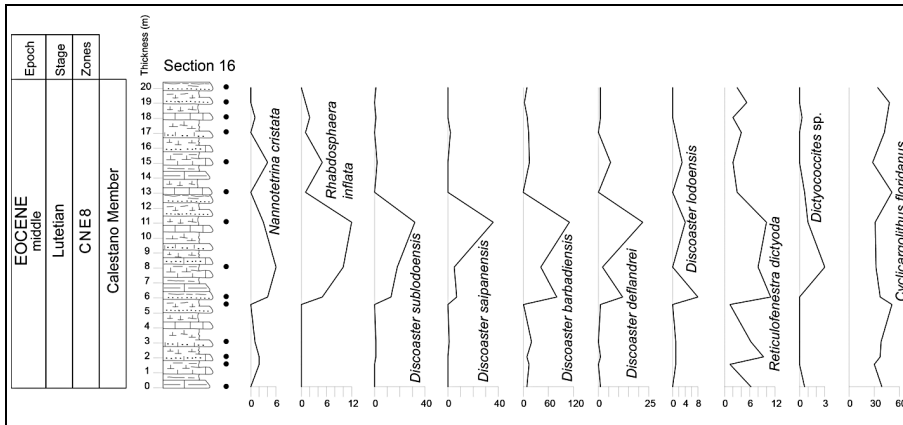 Epoch
Stage
Zones
Thickness (m)
Section 16
EOCENE
middle
Lutetian
CNE8
Calestano Member
20
19
18
17
16
15
14
13
12
11
10
9
8
7
6
5
4
3
2
1
0
Nannotetrina cristata
Rhabdosphaera
inflata
Discoaster sublodoensis
Discoaster saipanensis
Discoaster barbadiensis
Discoaster deflandrei
Discoaster lodoensis
Reticulofenestra dictyoda
Dictyococcites sp.
Cyclicargolithus floridanus
0 6
0 12
0 40
0 40
0 60 120
0 25
0 4 8
0 6 12
0 3
0 30 60